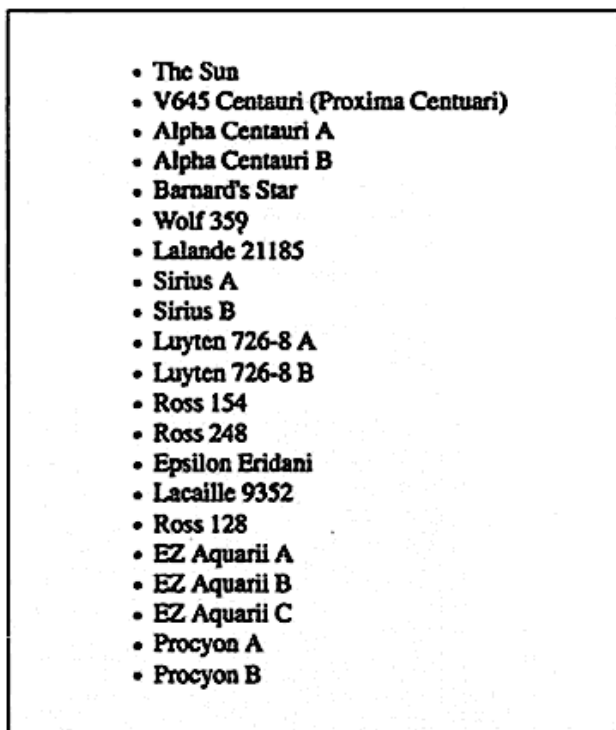 • The Sun
• V645 Centauri (Proxima Centuari)
• Alpha Centauri A
• Alpha Centauri B
• Barnard's Star
• Wolf 359
• Lalande 21185
• Sirius A
• Sirius B
• Luyten 726-8 A
• Luyten 726-8 B
• Ross 154
• Ross 248
• Epsilon Eridani
• Lacaille 9352
• Ross 128
• EZ Aquarii A
• EZ Aquarii B
• EZ Aquarii C
• Procyon A
• Procyon B